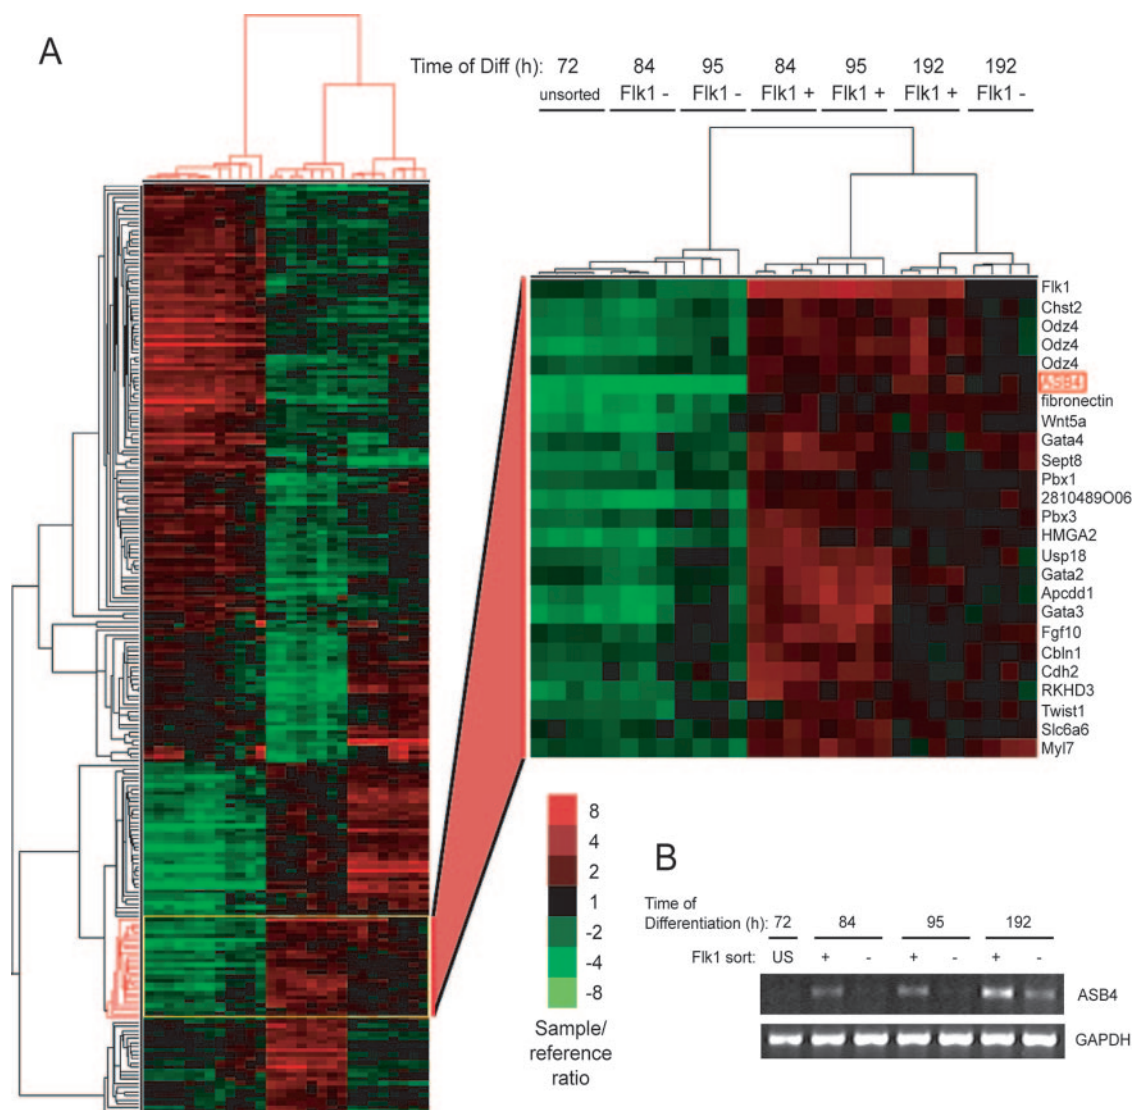 A
Time of Diff (h): 72 84 95 84 95 192 192
unsorted Flk1 - Flk1 - Flk1 + Flk1 + Flk1 + Flk1 -
Flk1
Chst2
Odz4
Odz4
Odz4
ASB4
fibronectin
Wnt5a
Gata4
Sept8
Pbx1
2810489O06
Pbx3
HMGA2
Usp18
Gata2
Apcdd1
Gata3
Fgf10
Cbln1
Cdh2
RKHD3
Twist1
Slc6a6
Myl7
8
4
2
1
-2
-4
-8
Sample/
reference
ratio
B
Time of
Differentiation (h): 72 84 95 192
Flk1 sort: US + - + - + -
ASB4
GAPDH